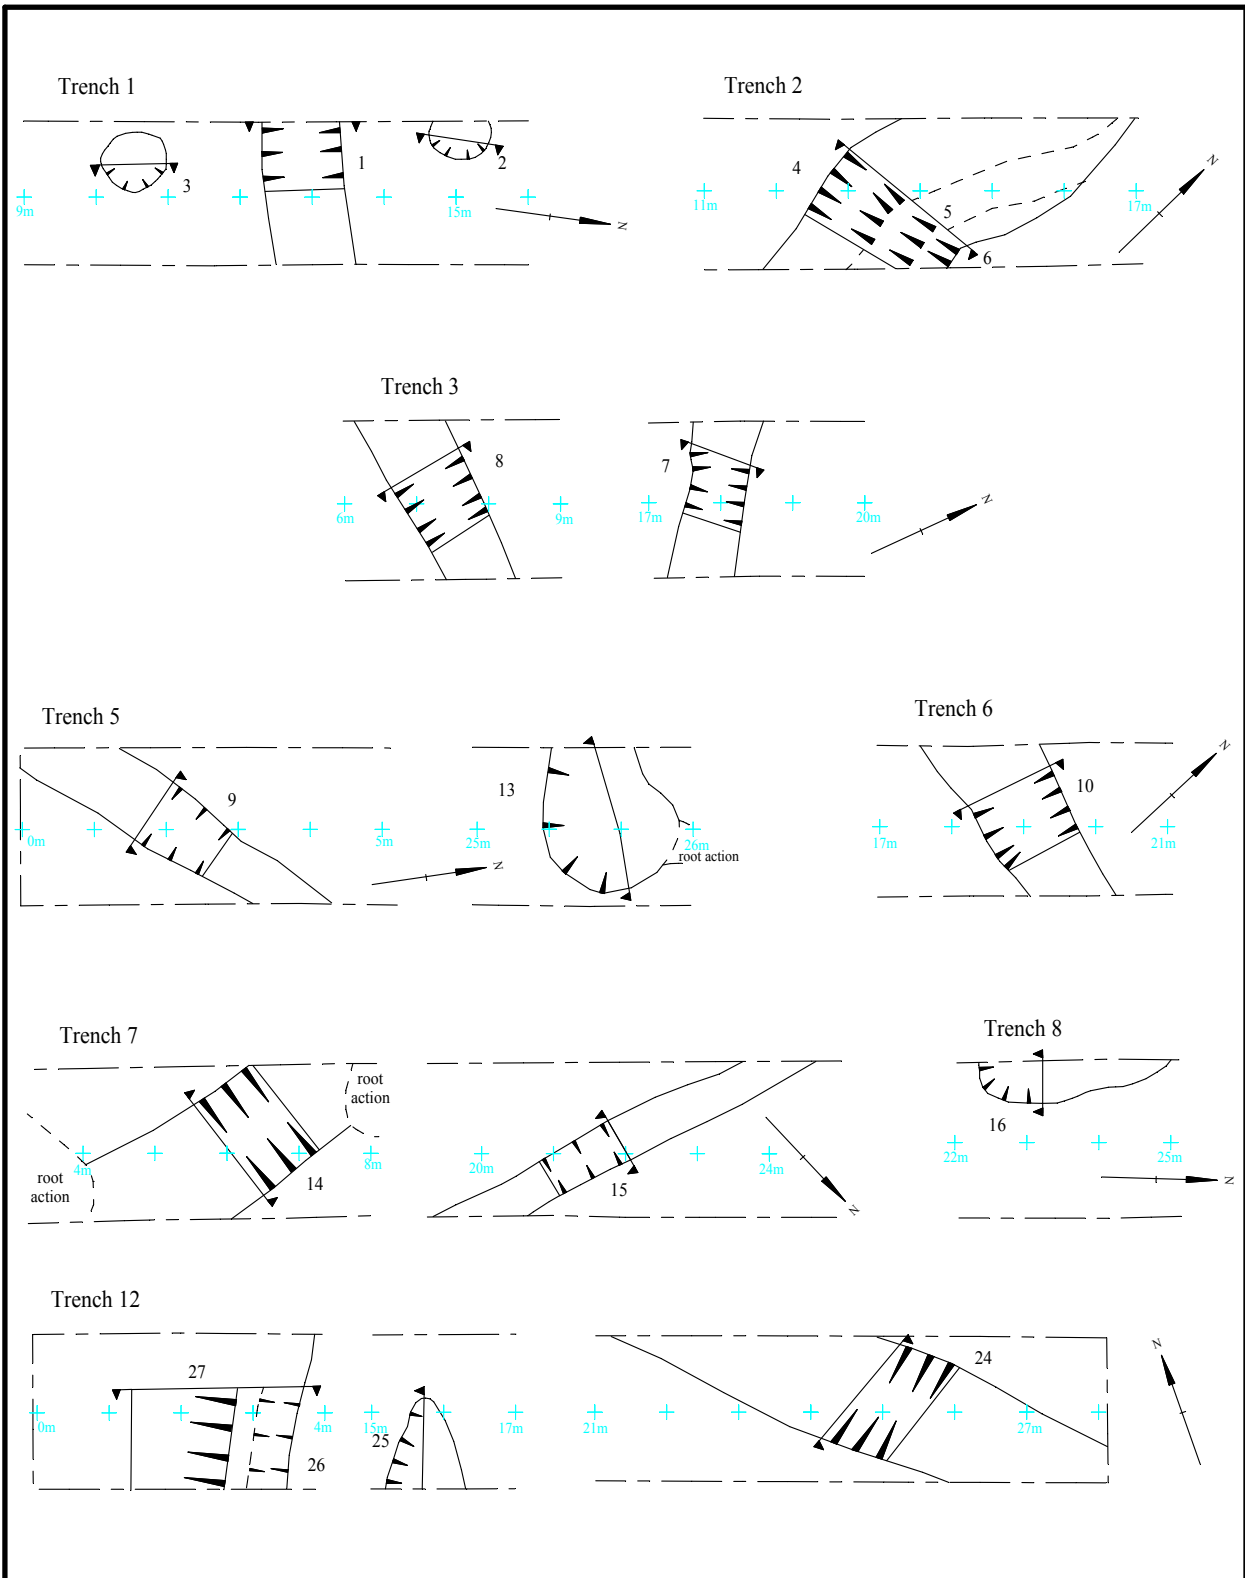 Trench 1
3
1
2
9m
15m
N
Trench 2
4
5
6
11m
17m
N
Trench 3
8
7
6m
9m
17m
20m
N
Trench 5
9
13
0m
5m
25m
26m
root action
N
Trench 6
10
17m
21m
N
Trench 7
root
action
4m
8m
root
action
14
20m
24m
15
N
Trench 8
16
22m
25m
N
Trench 12
27
0m
4m
26
15m
17m
25
21m
24
27m
N